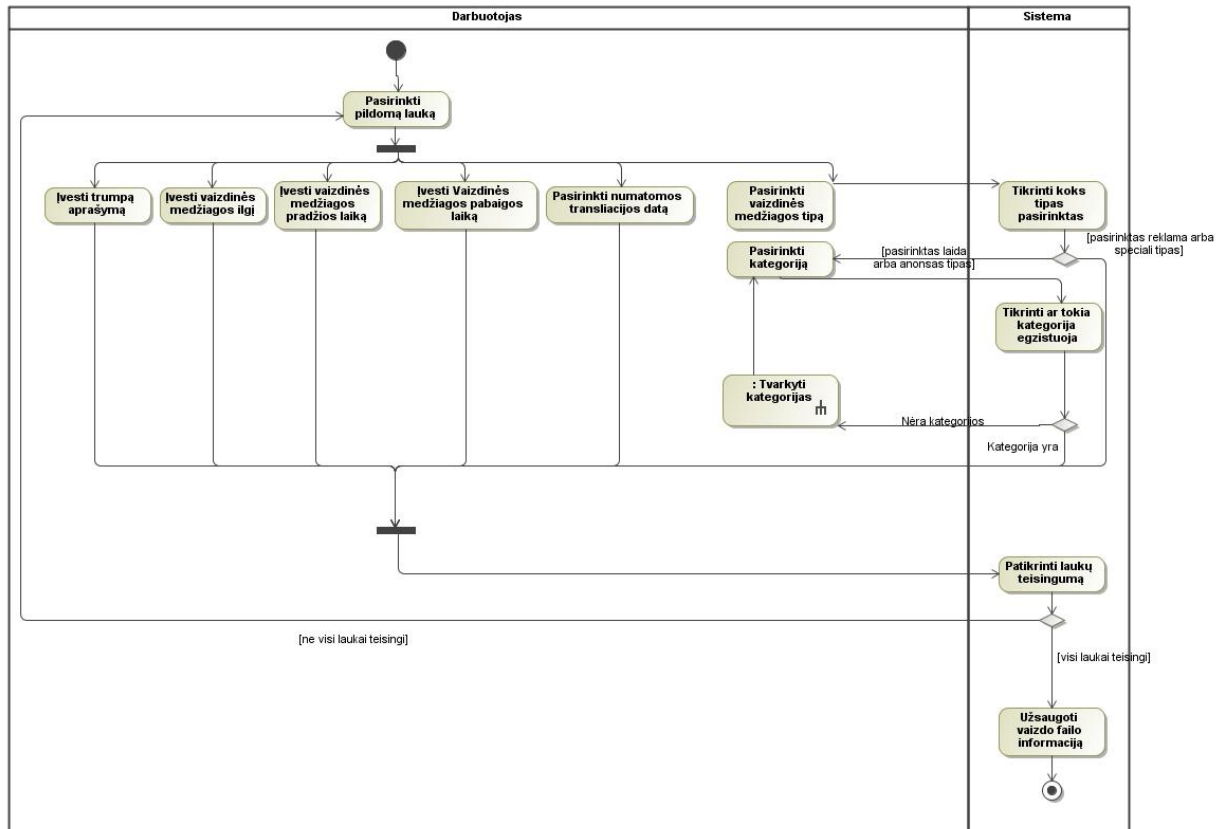 Darbuotojas
Sistema
Pasirinkti
pildomą lauką
Įvesti trumpą
aprašymą
Įvesti vaizdinės
medžiagos ilgį
Įvesti vaizdinės
medžiagos
pradžios laiką
Įvesti Vaizdinės
medžiagos pabaigos
laiką
Pasirinkti numatomos
transliacijos datą
Pasirinkti
vaizdinės
medžiagos tipą
Tikrinti koks
tipas
pasirinktas
[pasirinktas reklama arba
speciali tipas]
[pasirinktas laida
arba anonsas tipas]
Pasirinkti
kategoriją
Tikrinti ar tokia
kategorija
egzistuoja
: Tvarkyti
kategorijas
Nėra kategorijos
Kategorija yra
Patikrinti laukų
teisingumą
[ne visi laukai teisingi]
[visi laukai teisingi]
Užsaugoti
vaizdo failo
informaciją